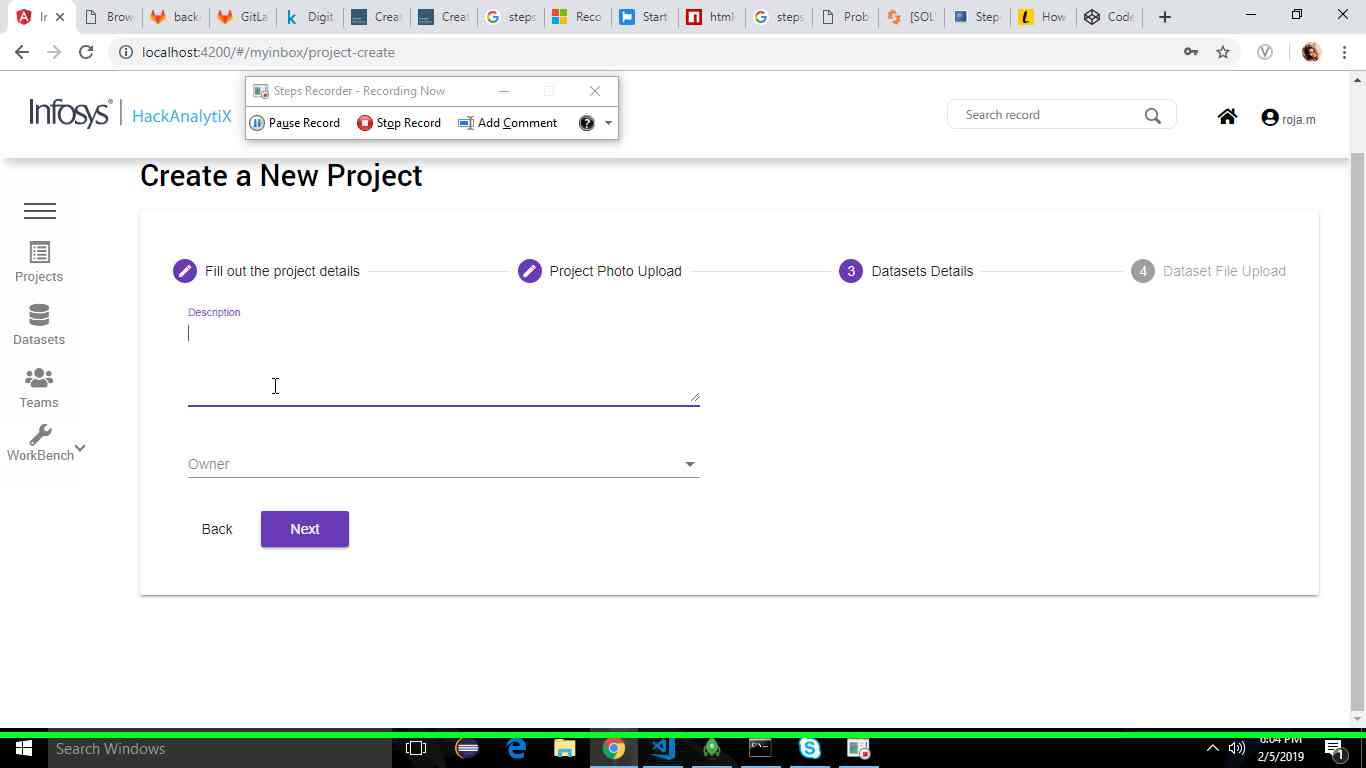 Ir
Brow
back
GitLa
Digit
Creat
Creat
steps
Reco
Start
html
steps
Prob
[SOL
Step
How
Code
localhost:4200/#/myinbox/project-create
Steps Recorder - Recording Now
Pause Record
Stop Record
Add Comment
Infosys
HackAnalytiX
Search record
roja.m
Create a New Project
Projects
Datasets
Teams
WorkBench
Fill out the project details
Project Photo Upload
3 Datasets Details
4 Dataset File Upload
Description
Owner
Back
Next
Search Windows
6:04 PM
2/5/2019
1